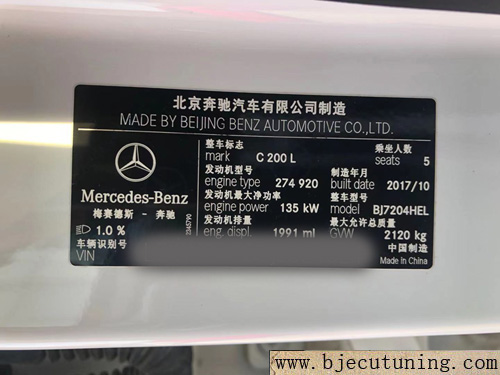 北京奔驰汽车有限公司制造
MADE BY BEIJING BENZ AUTOMOTIVE CO.,LTD.
整车标志 乘坐人数
mark C 200 L seats 5
发动机型号 制造年月
engine type 274 920 built date 2017/10
发动机最大净功率 整车型号
engine power 135 kW model BJ7204HEL
发动机排量 最大允许总质量
eng. displ. 1991 ml GVW 2120 kg
Mercedes-Benz
梅赛德斯 - 奔驰
1.0 %
车辆识别号
VIN
中国制造
Made In China
www.bjecutuning.com